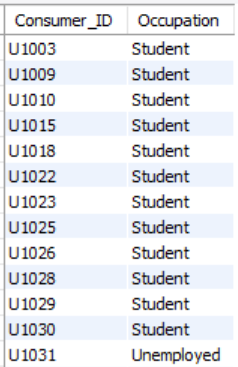 Consumer_ID Occupation
U1003 Student
U1009 Student
U1010 Student
U1015 Student
U1018 Student
U1022 Student
U1023 Student
U1025 Student
U1026 Student
U1028 Student
U1029 Student
U1030 Student
U1031 Unemployed